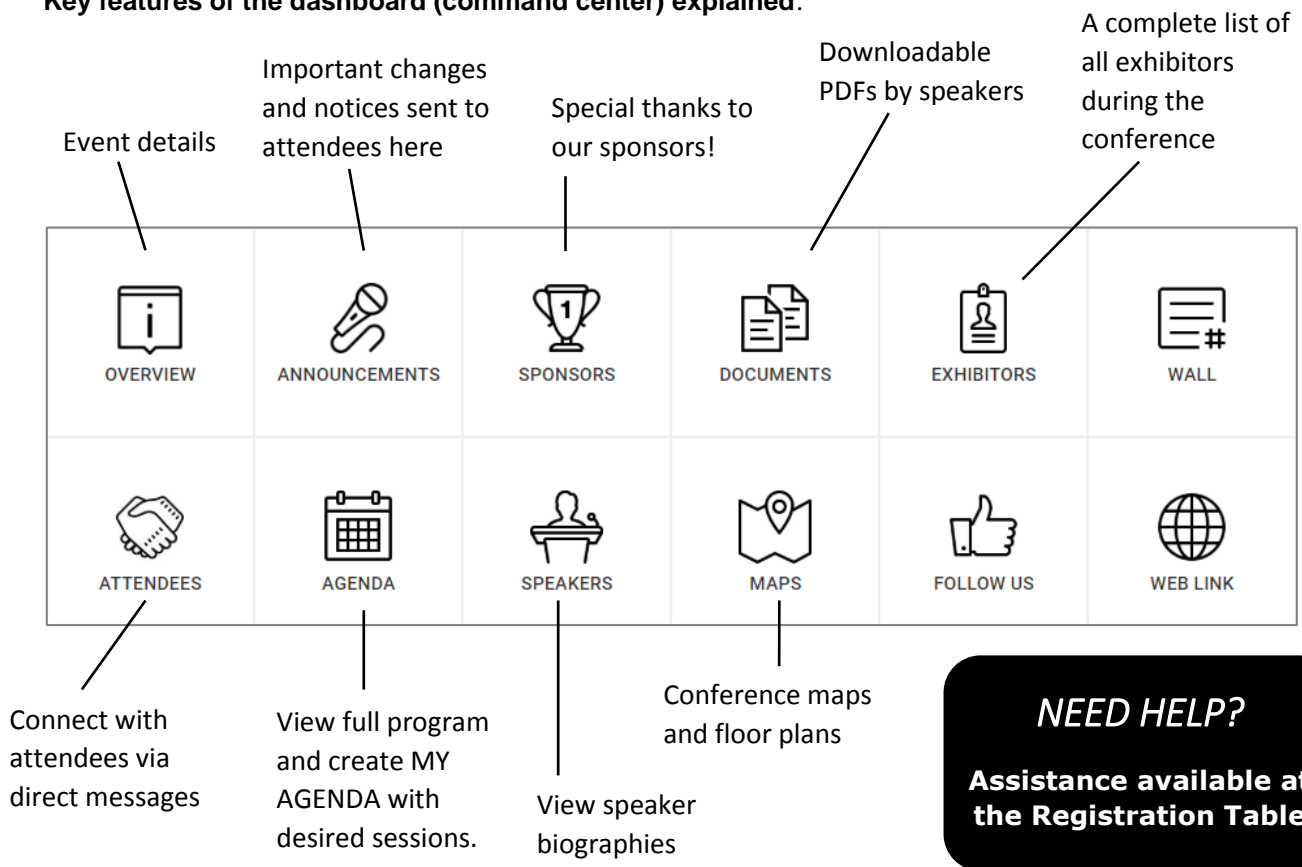 Key features of the dashboard (command center) explained:
Event details
Important changes
and notices sent to
attendees here
Special thanks to
our sponsors!
Downloadable
PDFs by speakers
A complete list of
all exhibitors
during the
conference
i
1
#
OVERVIEW
ANNOUNCEMENTS
SPONSORS
DOCUMENTS
EXHIBITORS
WALL
ATTENDEES
AGENDA
SPEAKERS
MAPS
FOLLOW US
WEB LINK
Connect with
attendees via
direct messages
View full program
and create MY
AGENDA with
desired sessions.
View speaker
biographies
Conference maps
and floor plans
NEED HELP?
Assistance available at
the Registration Table